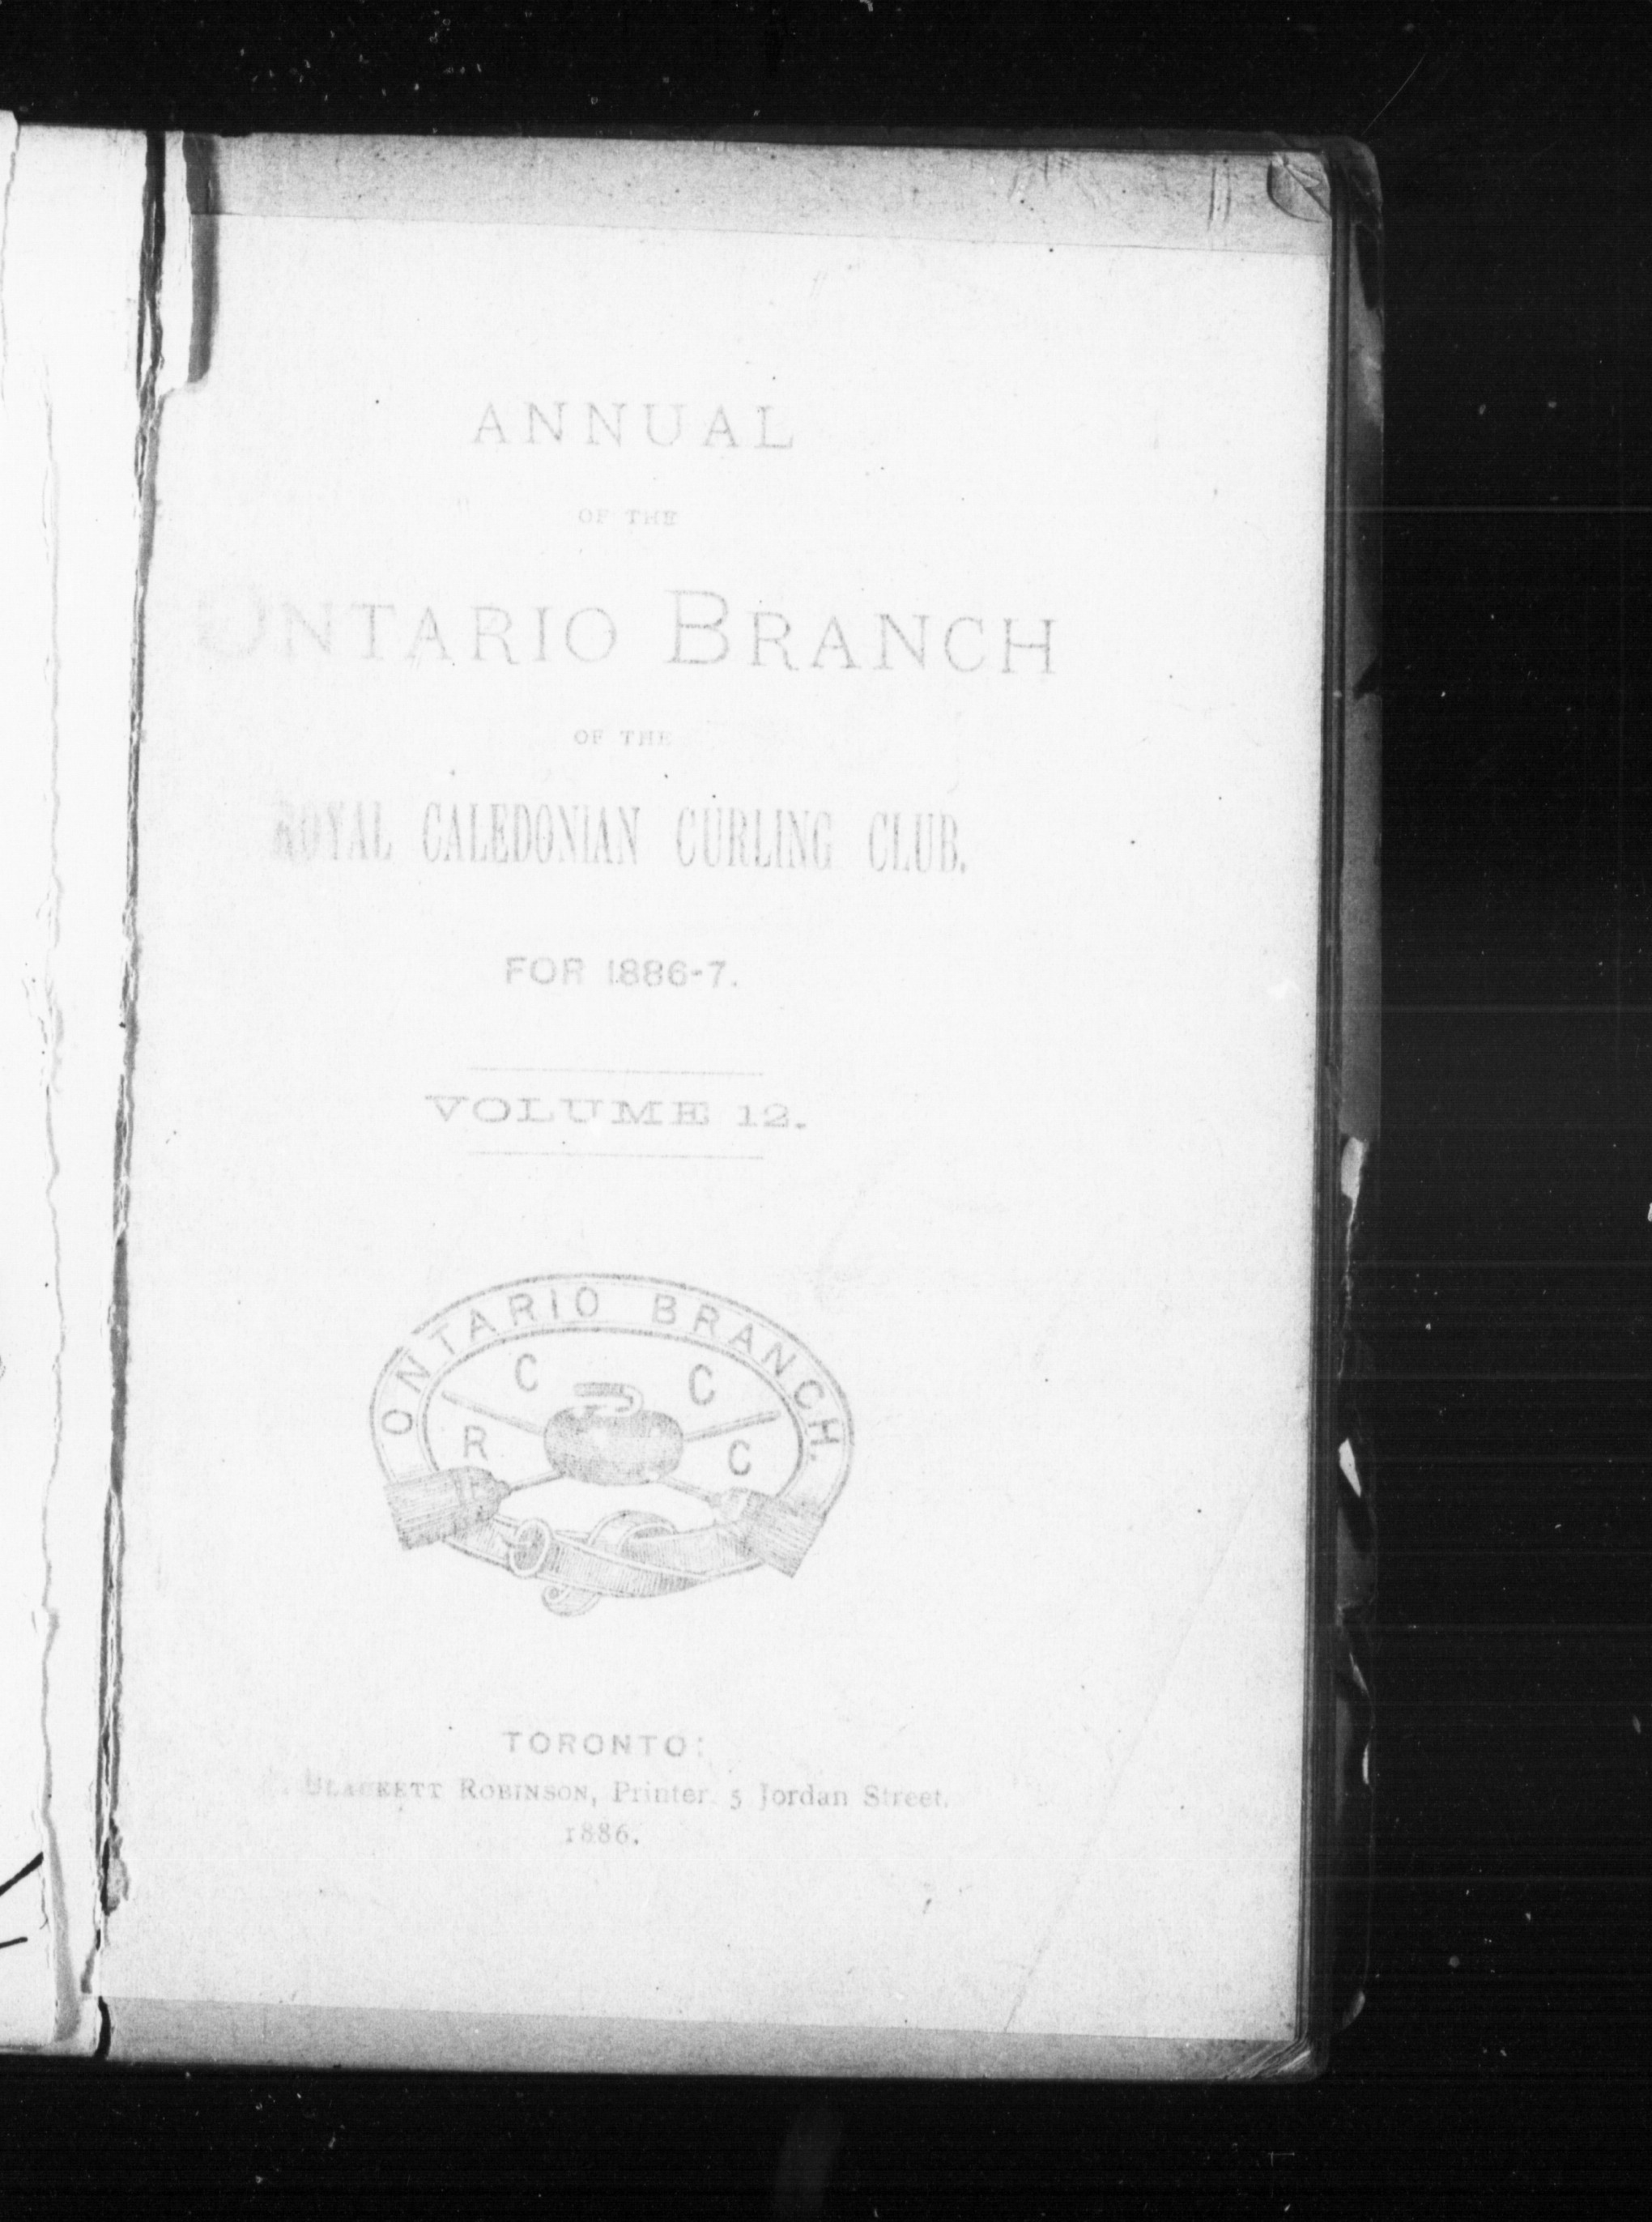 ANNUAL
OF THE
ONTARIO BRANCH
OF THE
ROYAL CALEDONIAN CURLING CLUB.
FOR 1886-7.
VOLUME 12.
ONTARIO BRANCH.
R C C C
TORONTO:
BLACKETT ROBINSON, Printer. 5 Jordan Street.
1886.